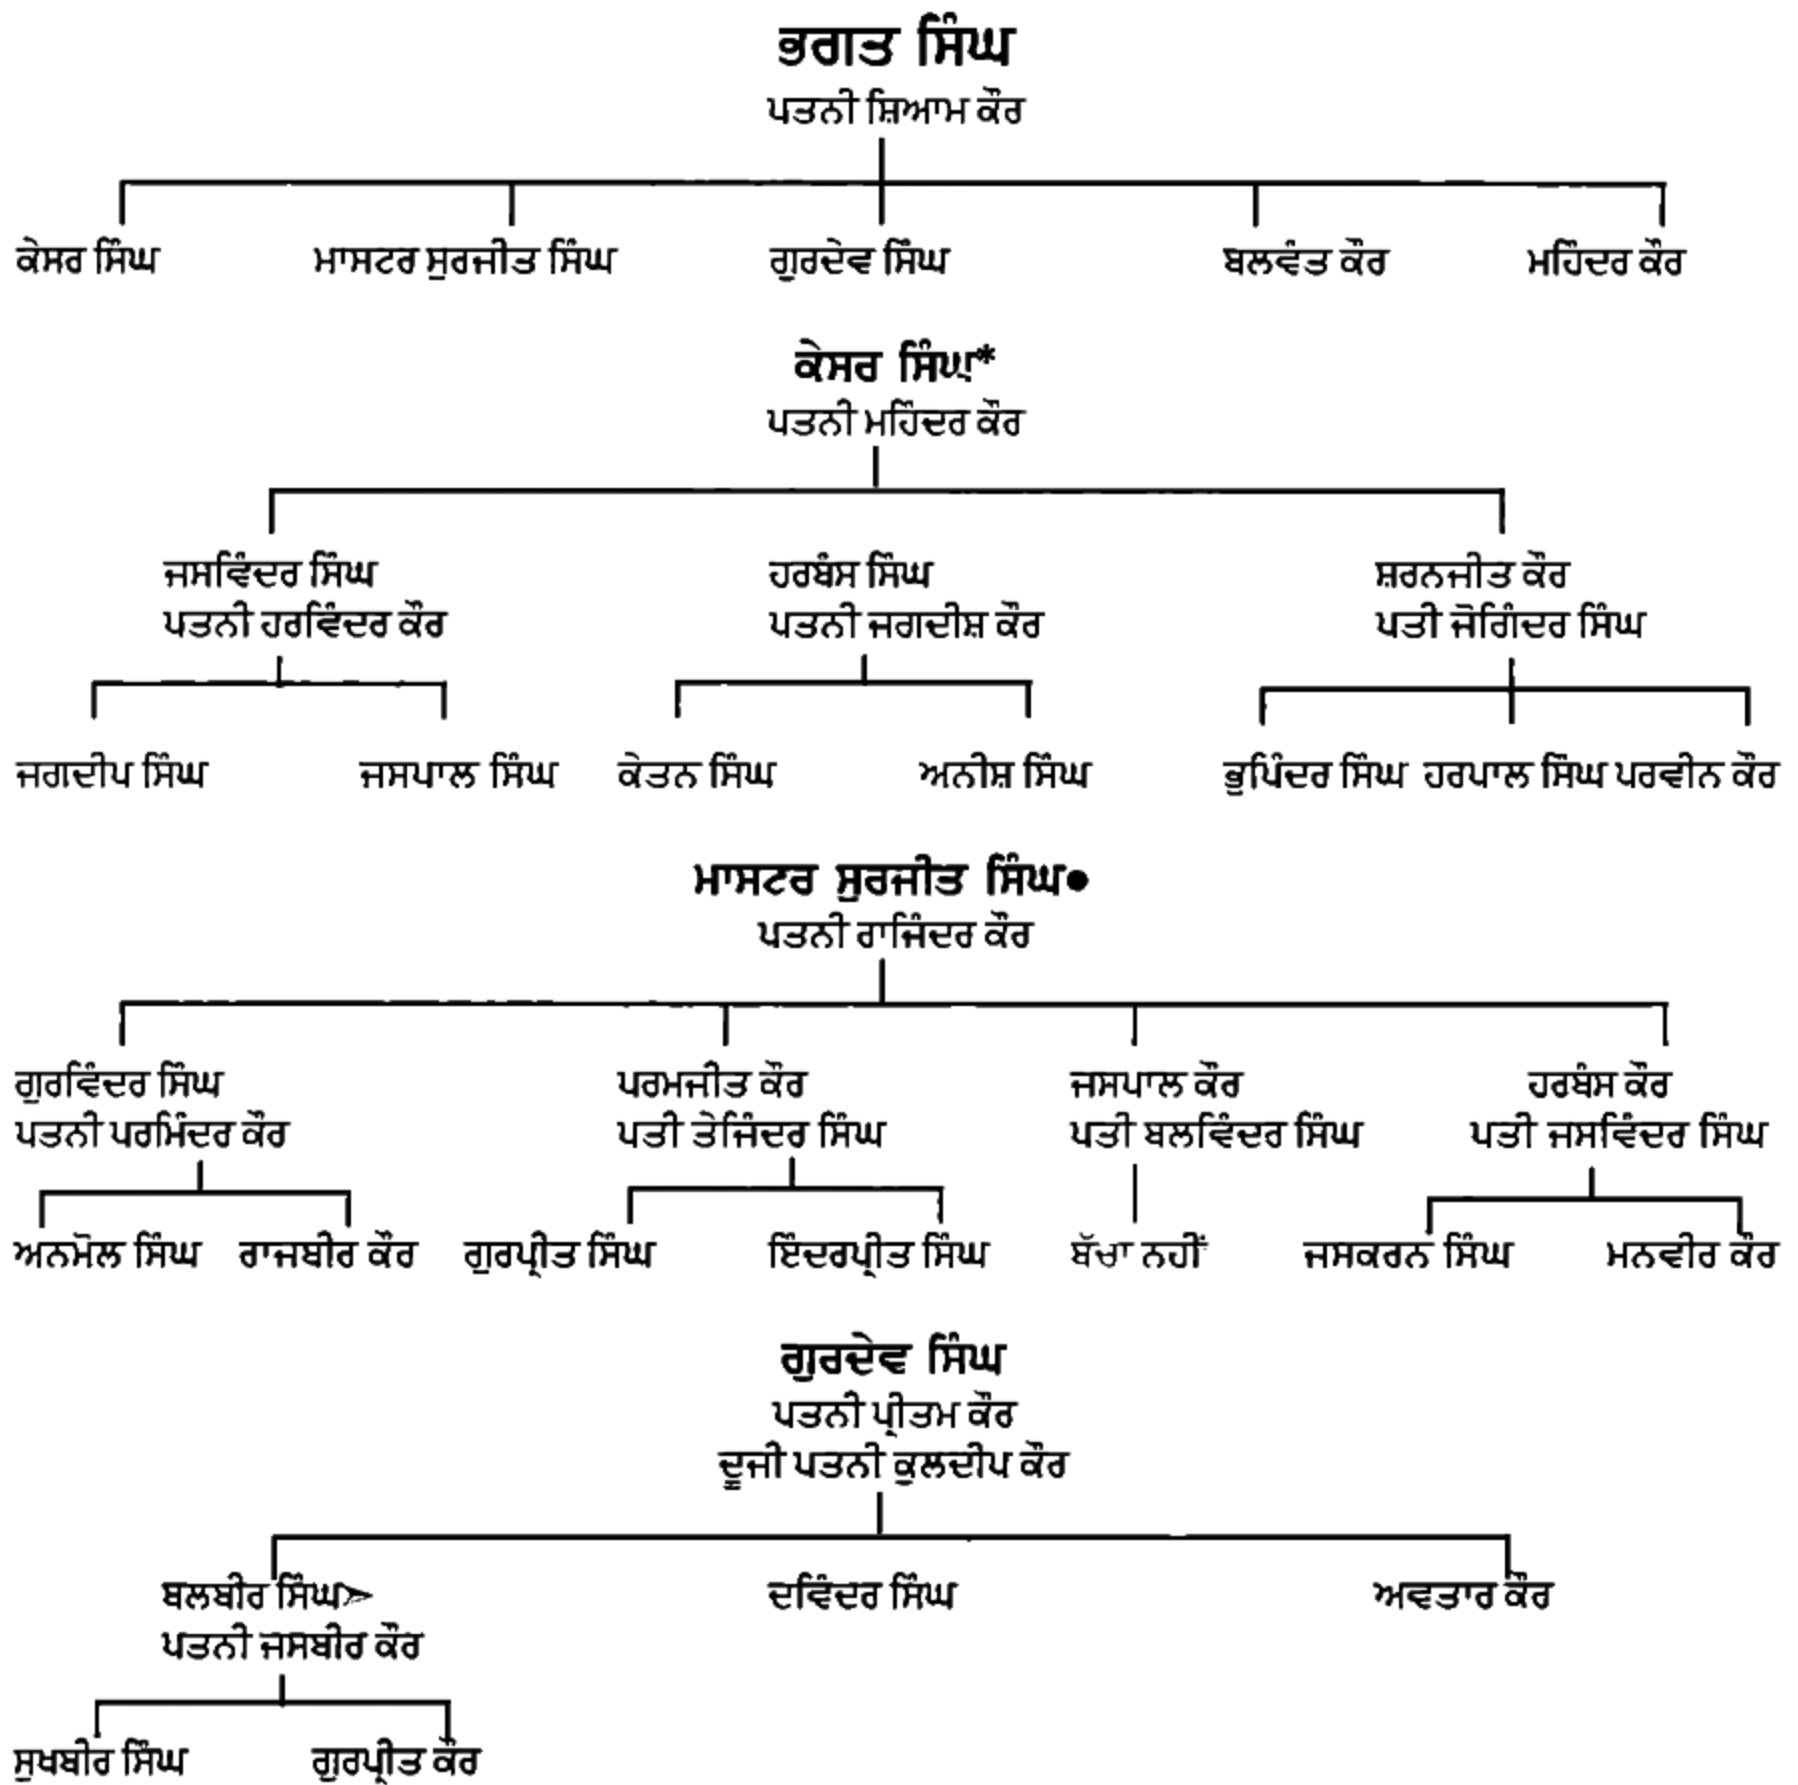 ਭਗਤ ਸਿੰਘ
ਪਤਨੀ ਸ਼ਿਆਮ ਕੌਰ
ਕੇਸਰ ਸਿੰਘ ਮਾਸਟਰ ਸੁਰਜੀਤ ਸਿੰਘ ਗੁਰਦੇਵ ਸਿੰਘ ਬਲਵੰਤ ਕੌਰ ਮਹਿੰਦਰ ਕੌਰ
ਕੇਸਰ ਸਿੰਘ*
ਪਤਨੀ ਮਹਿੰਦਰ ਕੌਰ
ਜਸਵਿੰਦਰ ਸਿੰਘ ਹਰਬੰਸ ਸਿੰਘ ਸ਼ਰਨਜੀਤ ਕੌਰ
ਪਤਨੀ ਹਰਵਿੰਦਰ ਕੌਰ ਪਤਨੀ ਜਗਦੀਸ਼ ਕੌਰ ਪਤੀ ਜੋਗਿੰਦਰ ਸਿੰਘ
ਜਗਦੀਪ ਸਿੰਘ ਜਸਪਾਲ ਸਿੰਘ ਕੇਤਨ ਸਿੰਘ ਅਨੀਸ਼ ਸਿੰਘ ਭੁਪਿੰਦਰ ਸਿੰਘ ਹਰਪਾਲ ਸਿੰਘ ਪਰਵੀਨ ਕੌਰ
ਮਾਸਟਰ ਸੁਰਜੀਤ ਸਿੰਘ●
ਪਤਨੀ ਰਾਜਿੰਦਰ ਕੌਰ
ਗੁਰਵਿੰਦਰ ਸਿੰਘ ਪਰਮਜੀਤ ਕੌਰ ਜਸਪਾਲ ਕੌਰ ਹਰਬੰਸ ਕੌਰ
ਪਤਨੀ ਪਰਮਿੰਦਰ ਕੌਰ ਪਤੀ ਤੇਜਿੰਦਰ ਸਿੰਘ ਪਤੀ ਬਲਵਿੰਦਰ ਸਿੰਘ ਪਤੀ ਜਸਵਿੰਦਰ ਸਿੰਘ
ਅਨਮੋਲ ਸਿੰਘ ਰਾਜਬੀਰ ਕੌਰ ਗੁਰਪ੍ਰੀਤ ਸਿੰਘ ਇੰਦਰਪ੍ਰੀਤ ਸਿੰਘ ਬੱਚਾ ਨਹੀਂ ਜਸਕਰਨ ਸਿੰਘ ਮਨਵੀਰ ਕੌਰ
ਗੁਰਦੇਵ ਸਿੰਘ
ਪਤਨੀ ਪ੍ਰੀਤਮ ਕੌਰ
ਦੂਜੀ ਪਤਨੀ ਕੁਲਦੀਪ ਕੌਰ
ਬਲਬੀਰ ਸਿੰਘ➣ ਦਵਿੰਦਰ ਸਿੰਘ ਅਵਤਾਰ ਕੌਰ
ਪਤਨੀ ਜਸਬੀਰ ਕੌਰ
ਸੁਖਬੀਰ ਸਿੰਘ ਗੁਰਪ੍ਰੀਤ ਕੌਰ